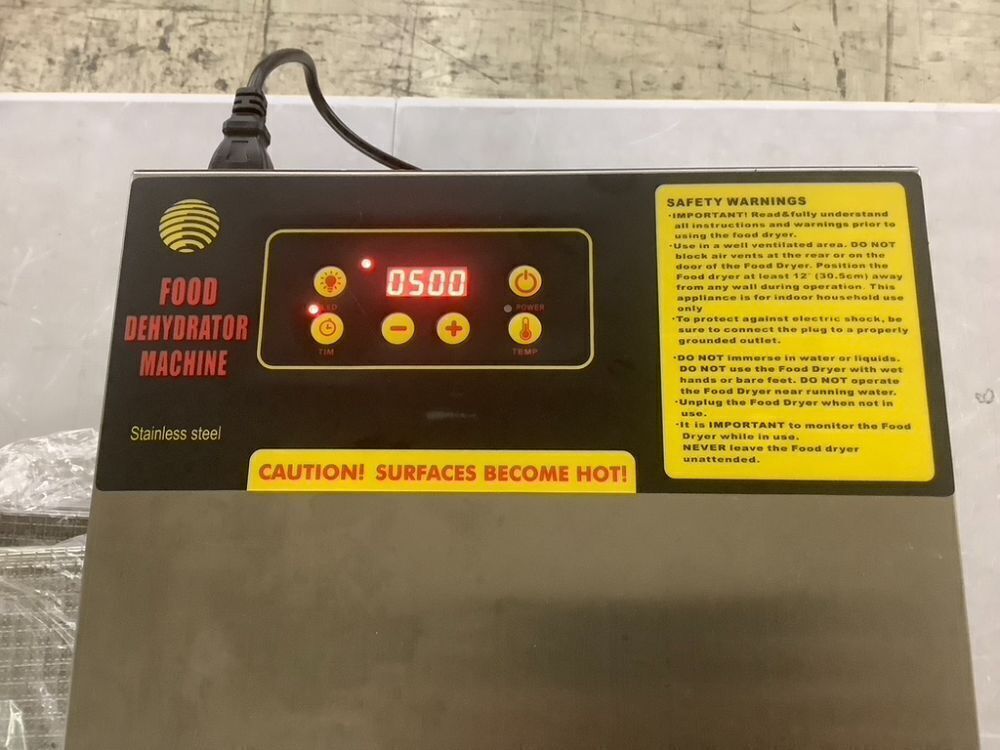 FOOD
DEHYDRATOR
MACHINE
Stainless steel
0500
LED
POWER
TIM
TEMP
CAUTION! SURFACES BECOME HOT!
SAFETY WARNINGS
·IMPORTANT! Read&fully understand
all instructions and warnings prior to
using the food dryer.
·Use in a well ventilated area. DO NOT
block air vents at the rear or on the
door of the Food Dryer. Position the
Food dryer at least 12" (30.5cm) away
from any wall during operation. This
appliance is for indoor household use
only
·To protect against electric shock, be
sure to connect the plug to a properly
grounded outlet.
·DO NOT immerse in water or liquids.
DO NOT use the Food Dryer with wet
hands or bare feet. DO NOT operate
the Food Dryer near running water.
·Unplug the Food Dryer when not in
use.
·It is IMPORTANT to monitor the Food
Dryer while in use.
NEVER leave the Food dryer
unattended.